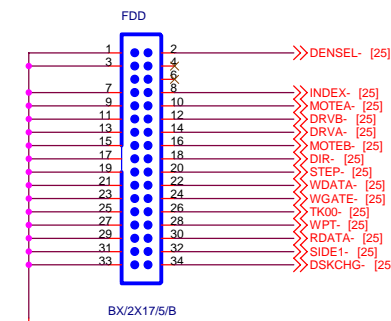 FDD
1 2 DENSEL- [25]
3 4
6
7 8 INDEX- [25]
9 10 MOTEA- [25]
11 12 DRVB- [25]
13 14 DRVA- [25]
15 16 MOTEB- [25]
17 18 DIR- [25]
19 20 STEP- [25]
21 22 WDATA- [25]
23 24 WGATE- [25]
25 26 TK00- [25]
27 28 WPT- [25]
29 30 RDATA- [25]
31 32 SIDE1- [25]
33 34 DSKCHG- [25
BX/2X17/5/B